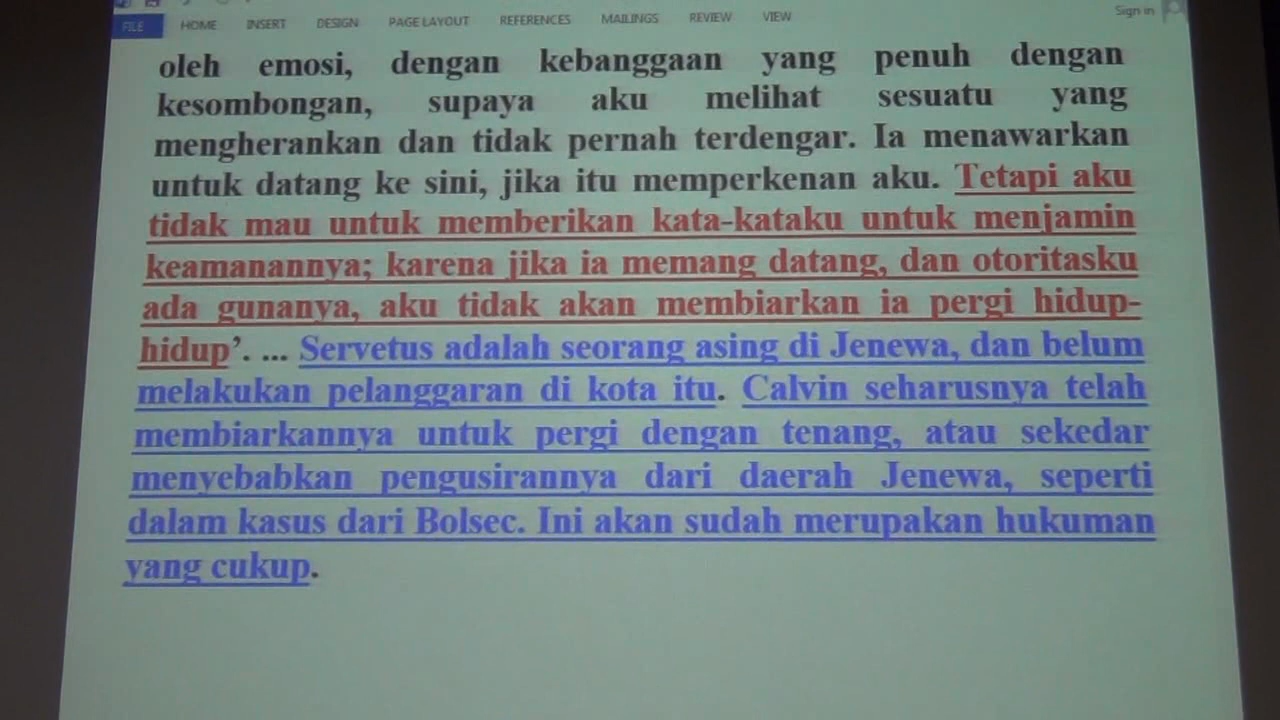 Sign in
FILE HOME INSERT DESIGN PAGE LAYOUT REFERENCES MAILINGS REVIEW VIEW
oleh emosi, dengan kebanggaan yang penuh dengan
kesombongan, supaya aku melihat sesuatu yang
mengherankan dan tidak pernah terdengar. Ia menawarkan
untuk datang ke sini, jika itu memperkenan aku. Tetapi aku
tidak mau untuk memberikan kata-kataku untuk menjamin
keamanannya; karena jika ia memang datang, dan otoritasku
ada gunanya, aku tidak akan membiarkan ia pergi hidup-
hidup’. ... Servetus adalah seorang asing di Jenewa, dan belum
melakukan pelanggaran di kota itu. Calvin seharusnya telah
membiarkannya untuk pergi dengan tenang, atau sekedar
menyebabkan pengusirannya dari daerah Jenewa, seperti
dalam kasus dari Bolsec. Ini akan sudah merupakan hukuman
yang cukup.